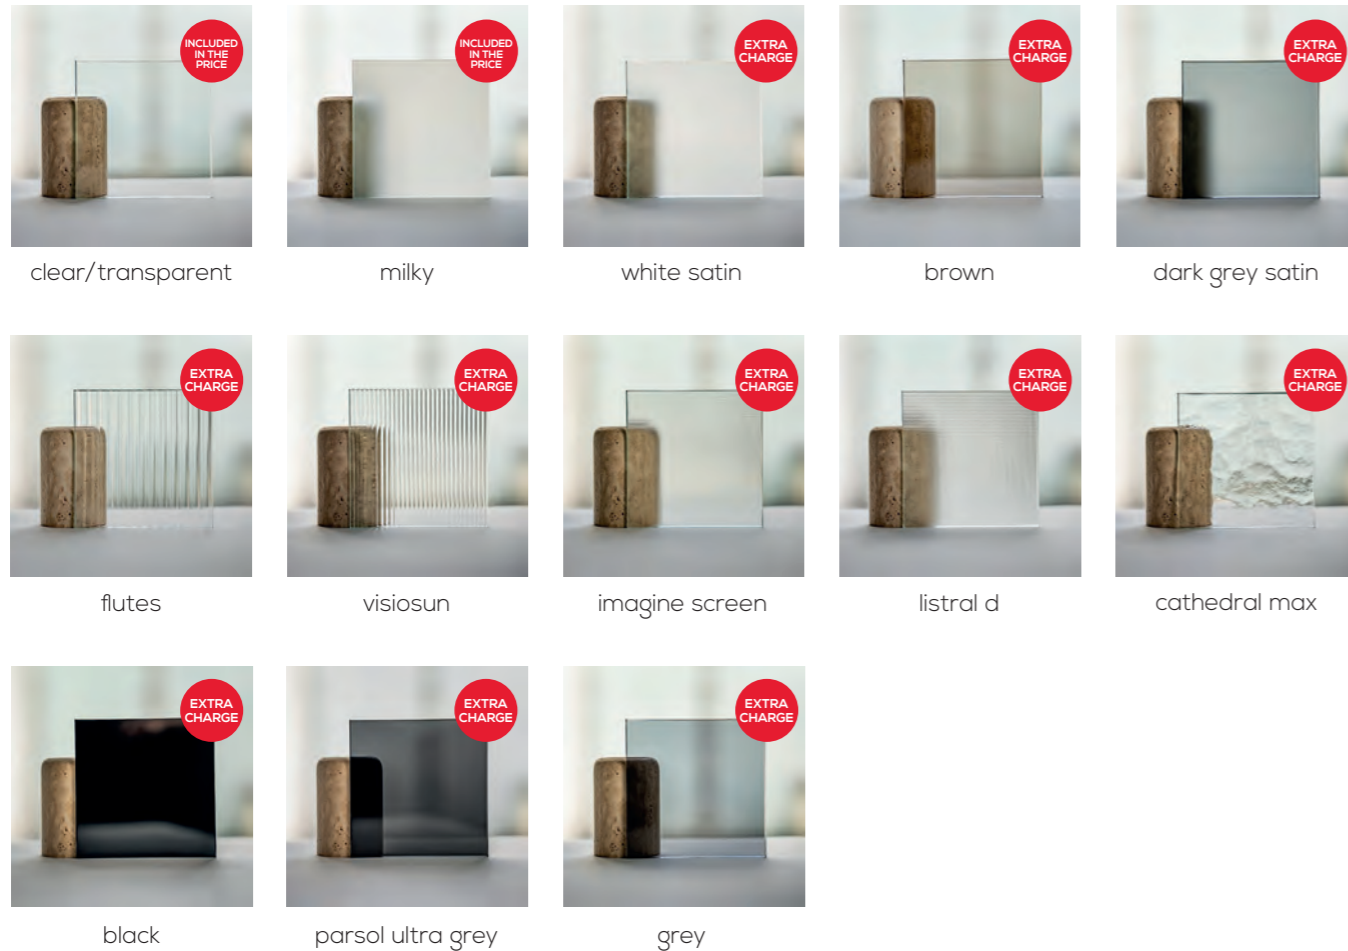 INCLUDED
IN THE
PRICE
clear/transparent
INCLUDED
IN THE
PRICE
milky
EXTRA
CHARGE
white satin
EXTRA
CHARGE
brown
EXTRA
CHARGE
dark grey satin
EXTRA
CHARGE
flutes
EXTRA
CHARGE
visiosun
EXTRA
CHARGE
imagine screen
EXTRA
CHARGE
listral d
EXTRA
CHARGE
cathedral max
EXTRA
CHARGE
black
EXTRA
CHARGE
parsol ultra grey
EXTRA
CHARGE
grey